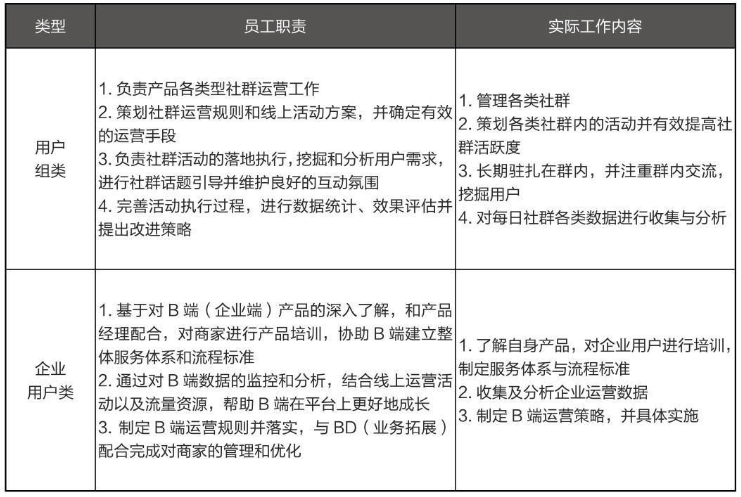 类型
员工职责
实际工作内容
用户
组类
1. 负责产品各类型社群运营工作
2. 策划社群运营规则和线上活动方案，并确定有效
的运营手段
3. 负责社群活动的落地执行，挖掘和分析用户需求，
进行社群话题引导并维护良好的互动氛围
4. 完善活动执行过程，进行数据统计、效果评估并
提出改进策略
1. 管理各类社群
2. 策划各类社群内的活动并有效提高社
群活跃度
3. 长期驻扎在群内，并注重群内交流，
挖掘用户
4. 对每日社群各类数据进行收集与分析
企业
用户类
1. 基于对 B 端（企业端）产品的深入了解，和产品
经理配合，对商家进行产品培训，协助 B 端建立整
体服务体系和流程标准
2. 通过对 B 端数据的监控和分析，结合线上运营活
动以及流量资源，帮助 B 端在平台上更好地成长
3. 制定 B 端运营规则并落实，与 BD（业务拓展）
配合完成对商家的管理和优化
1. 了解自身产品，对企业用户进行培训，
制定服务体系与流程标准
2. 收集及分析企业运营数据
3. 制定 B 端运营策略，并具体实施